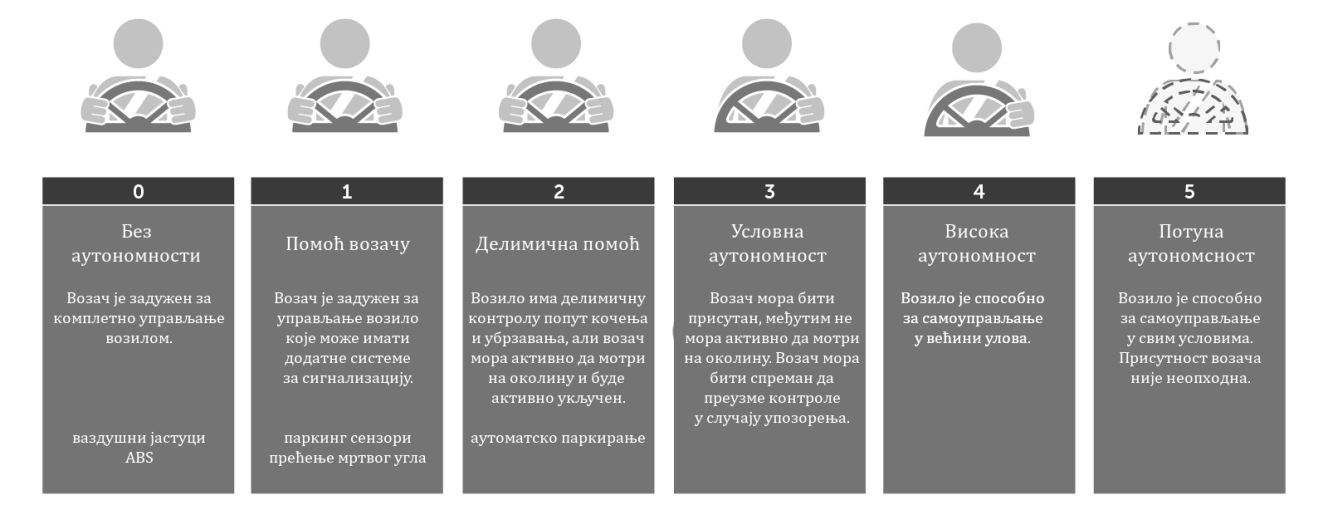 0
Без
аутономности
Возач је задужен за
комплетно управљање
возилом.
ваздушни јастуци
ABS
1
Помоћ возачу
Возач је задужен за
управљање возило
које може имати
додатне системе
за сигнализацију.
паркинг сензори
прећење мртвог угла
2
Делимична помоћ
Возило има делимичну
контролу попут кочења
и убрзавања, али возач
мора активно да мотри
на околину и буде
активно укључен.
аутоматско паркирање
3
Условна
аутономност
Возач мора бити
присутан, међутим не
мора активно да мотри
на околину. Возач мора
бити спреман да
преузме контроле
у случају упозорења.
4
Висока
аутономност
Возило је способно
за самоуправљање
у већини улова.
5
Потуна
аутономсност
Возило је способно
за самоуправљање
у свим условима.
Присутност возача
није неопходна.